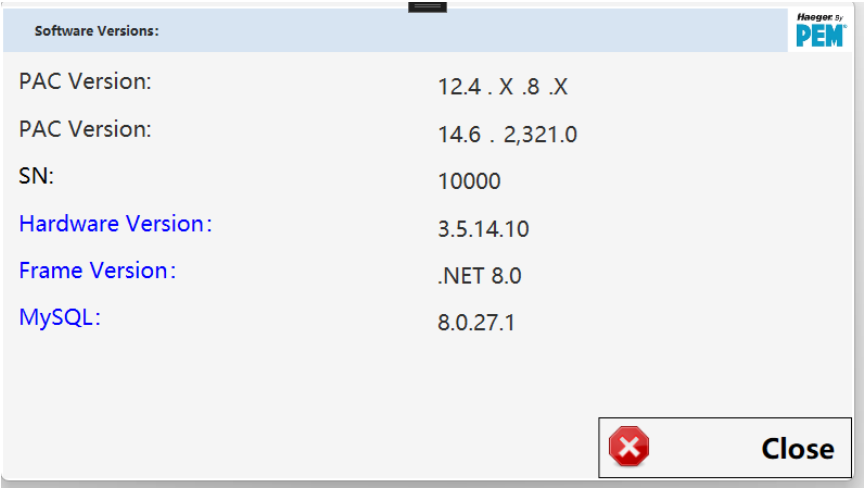 Software Versions:
Haeger By
PEM®
PAC Version: 12.4 . X .8 .X
PAC Version: 14.6 . 2,321.0
SN: 10000
Hardware Version: 3.5.14.10
Frame Version: .NET 8.0
MySQL: 8.0.27.1
Close